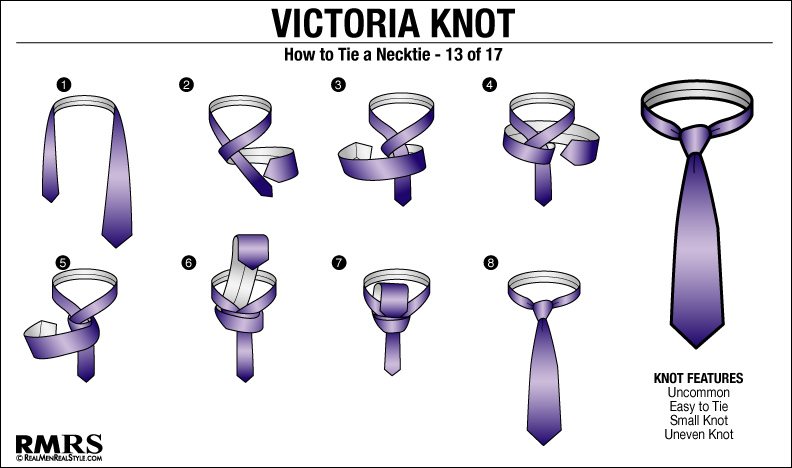 VICTORIA KNOT
How to Tie a Necktie - 13 of 17
1
2
3
4
5
6
7
8
KNOT FEATURES
Uncommon
Easy to Tie
Small Knot
Uneven Knot
RMRS
© REALMENREALSTYLE.COM